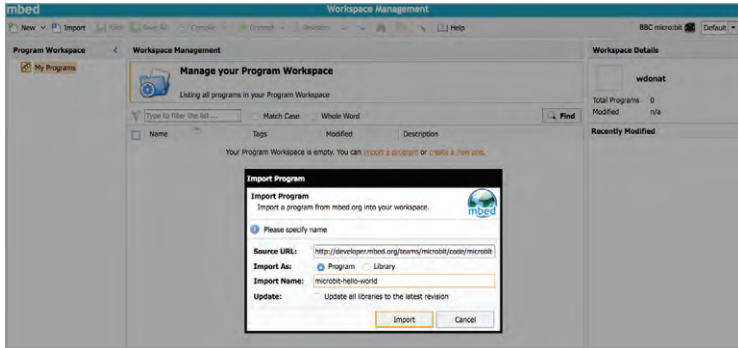 mbed
Workspace Management
New Import Save Save All Compile Commit Revision Help
BBC micro:bit Default
Program Workspace < Workspace Management Workspace Details
My Programs
Manage your Program Workspace
Listing all programs in your Program Workspace
wdonat
Total Programs 0
Modified n/a
Type to filter the list ... Match Case Whole Word Find
Recently Modified
Name Tags Modified Description
Your Program Workspace is empty. You can import a program or create a new one.
Import Program
Import Program
Import a program from mbed.org into your workspace.
mbed
Please specify name
Source URL: http://developer.mbed.org/teams/microbit/code/microbit
Import As: Program Library
Import Name: microbit-hello-world
Update: Update all libraries to the latest revision
Import Cancel